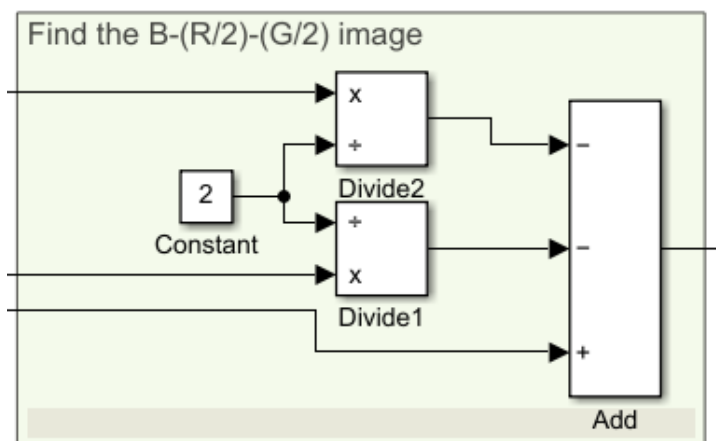 Find the B-(R/2)-(G/2) image
x
÷
Divide2
2
Constant
÷
x
Divide1
−
−
+
Add